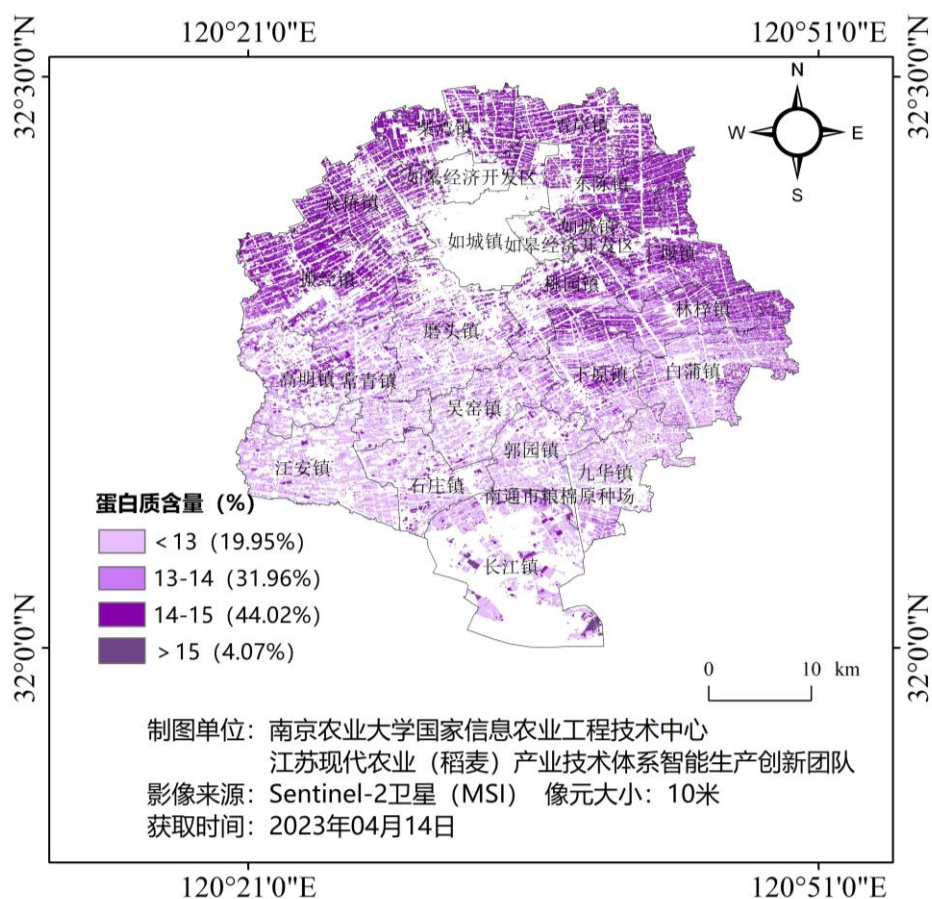 120°21'0"E 120°51'0"E
32°30'0"N 32°30'0"N
N
W E
S
如皋经济开发区
东陈镇
袁桥镇
如城镇
如城镇
如皋经济开发区
丁堰镇
搬经镇
桃园镇
林梓镇
磨头镇
高明镇
常青镇
下原镇
白蒲镇
吴窑镇
郭园镇
江安镇
石庄镇
九华镇
南通市粮棉原种场
长江镇
蛋白质含量（%）
＜13（19.95%）
13-14（31.96%）
14-15（44.02%）
＞15（4.07%）
32°0'0"N 32°0'0"N
0 10 km
制图单位：南京农业大学国家信息农业工程技术中心
江苏现代农业（稻麦）产业技术体系智能生产创新团队
影像来源：Sentinel-2卫星（MSI） 像元大小：10米
获取时间：2023年04月14日
120°21'0"E 120°51'0"E